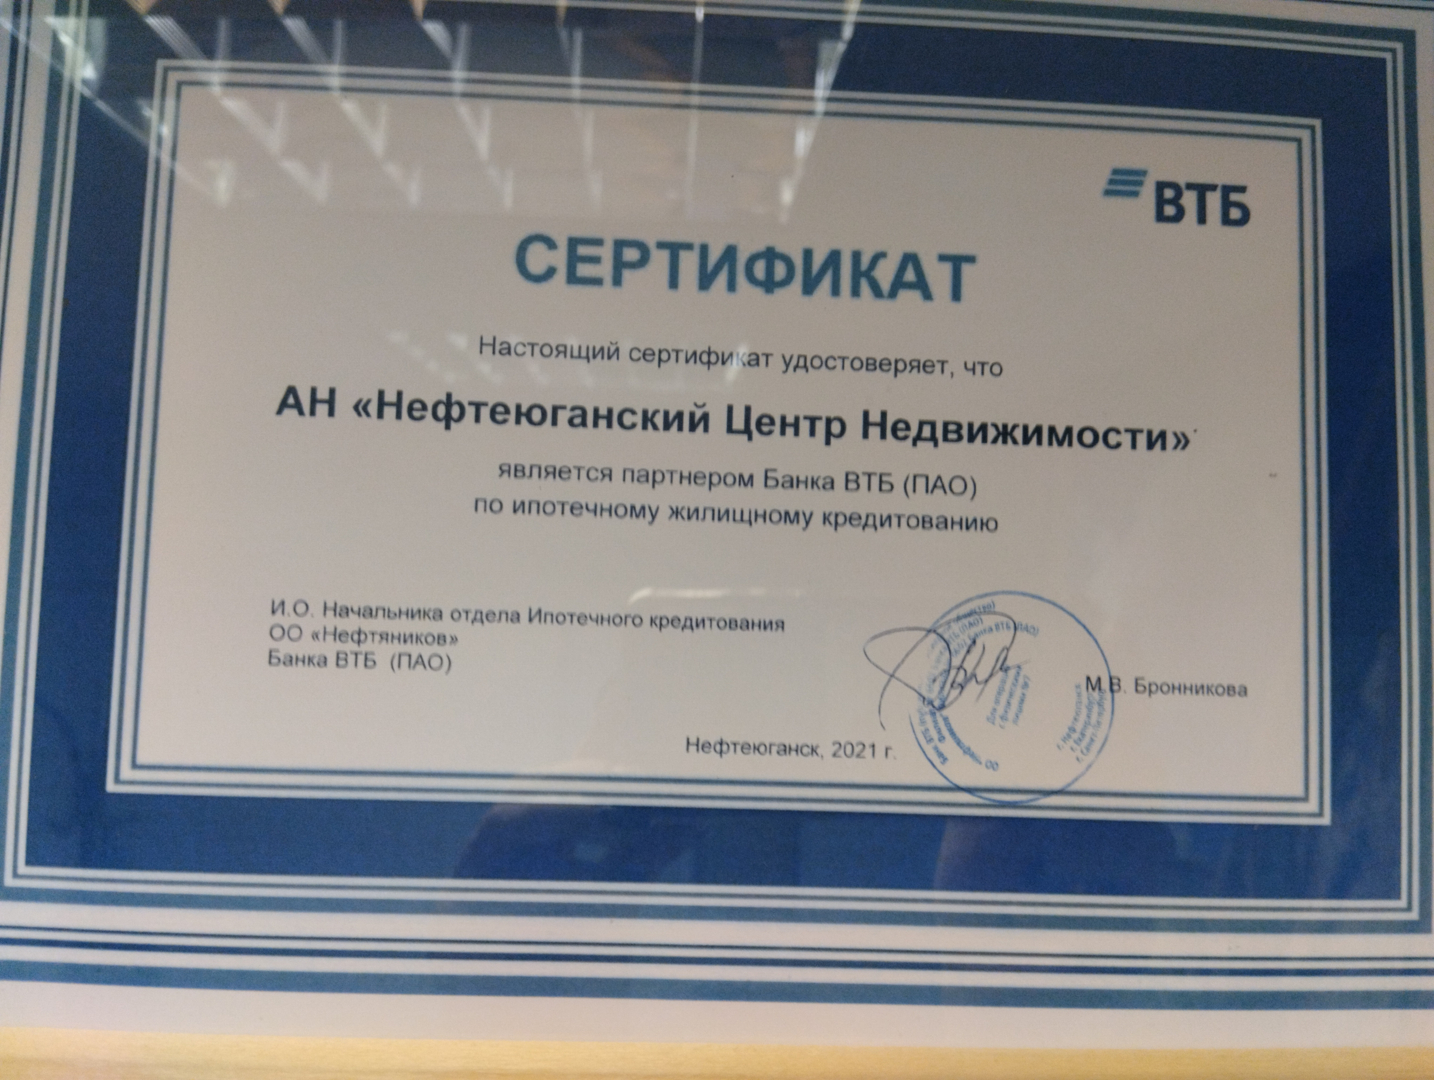 ВТБ
СЕРТИФИКАТ
Настоящий сертификат удостоверяет, что
АН «Нефтеюганский Центр Недвижимости»
является партнером Банка ВТБ (ПАО)
по ипотечному жилищному кредитованию
И.О. Начальника отдела Ипотечного кредитования
ОО «Нефтяников»
Банка ВТБ (ПАО)
М.В. Бронникова
Нефтеюганск, 2021 г.